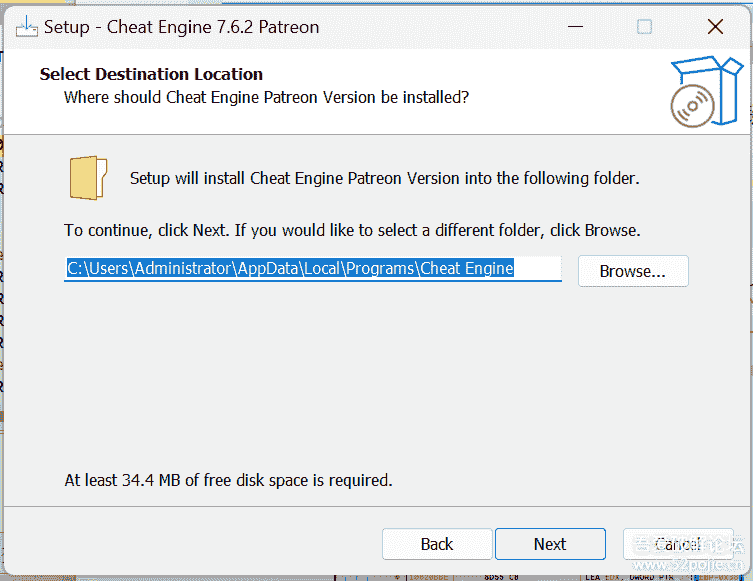 Setup - Cheat Engine 7.6.2 Patreon
Select Destination Location
Where should Cheat Engine Patreon Version be installed?
Setup will install Cheat Engine Patreon Version into the following folder.
To continue, click Next. If you would like to select a different folder, click Browse.
C:\Users\Administrator\AppData\Local\Programs\Cheat Engine
Browse...
At least 34.4 MB of free disk space is required.
Back
Next
Cancel
www.52pojie.cn